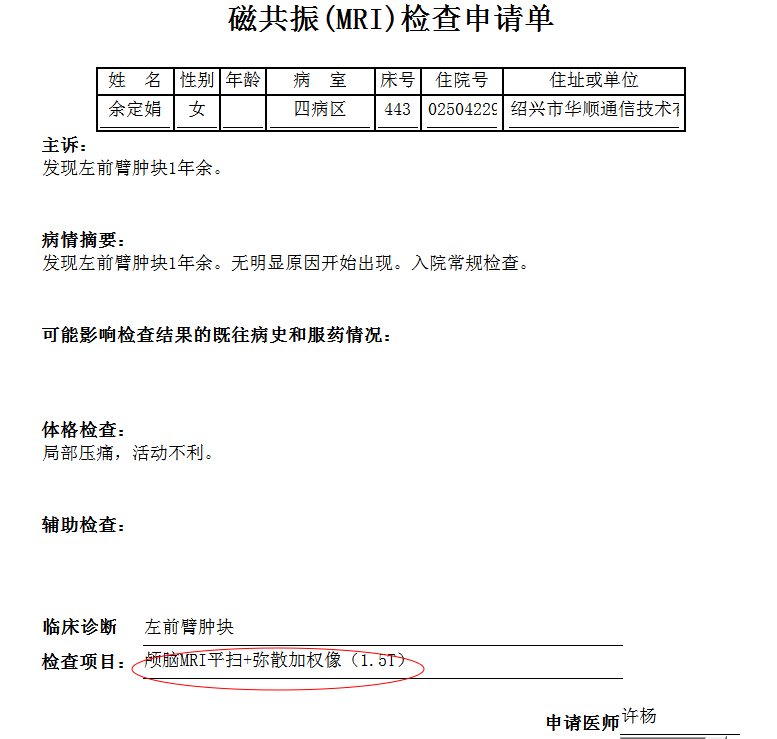 磁共振(MRI)检查申请单
姓 名 性别 年龄 病 室 床号 住院号 住址或单位
余定娟 女 四病区 443 02504229 绍兴市华顺通信技术有
主诉：
发现左前臂肿块1年余。
病情摘要：
发现左前臂肿块1年余。无明显原因开始出现。入院常规检查。
可能影响检查结果的既往病史和服药情况：
体格检查：
局部压痛，活动不利。
辅助检查：
临床诊断 左前臂肿块
检查项目： 颅脑MRI平扫+弥散加权像（1.5T）
申请医师 许杨